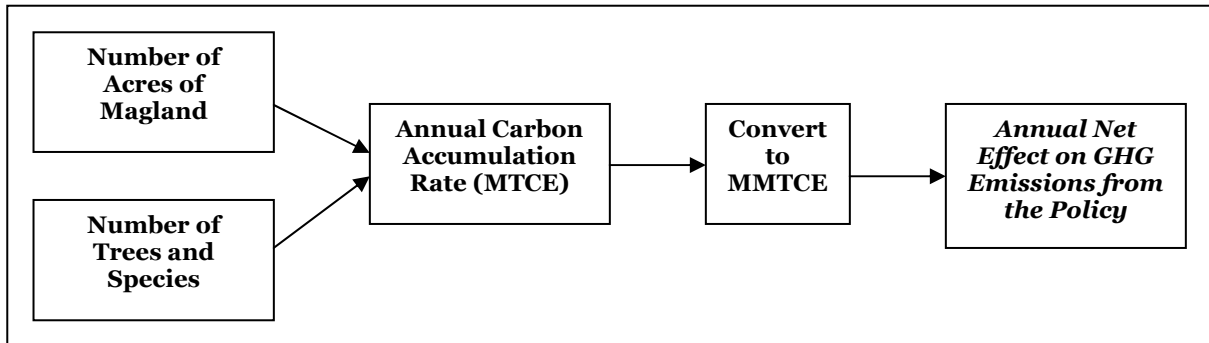 Number of
Acres of
Magland
Number of
Trees and
Species
Annual Carbon
Accumulation
Rate (MTCE)
Convert
to
MMTCE
Annual Net
Effect on GHG
Emissions from
the Policy